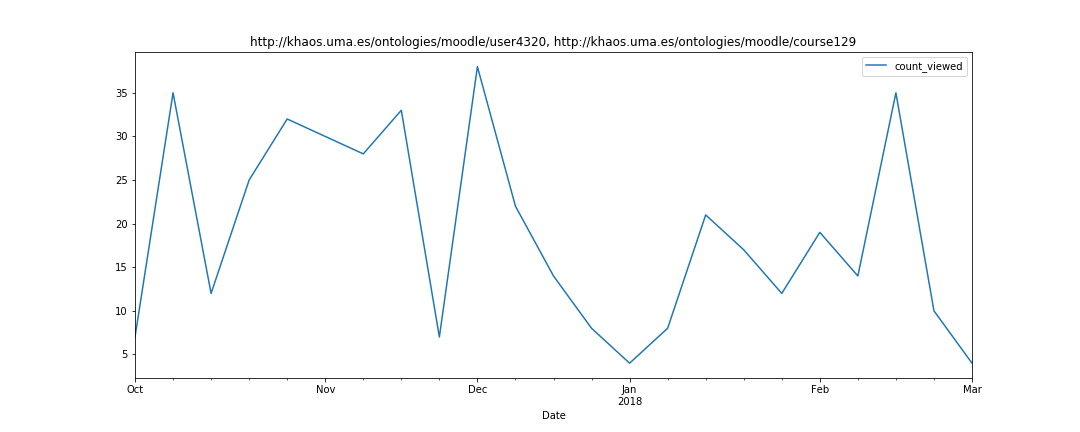 http://khaos.uma.es/ontologies/moodle/user4320, http://khaos.uma.es/ontologies/moodle/course129
count_viewed
35
30
25
20
15
10
5
Oct Nov Dec Jan Feb Mar
2018
Date